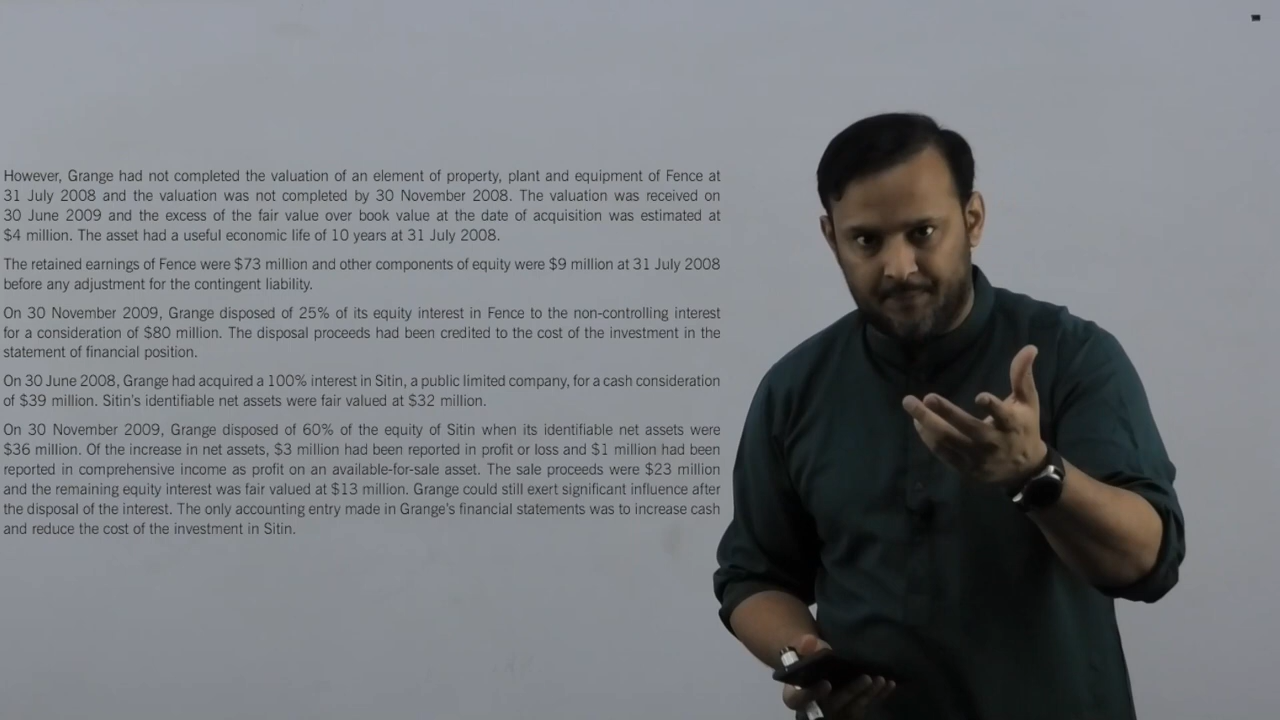 However, Grange had not completed the valuation of an element of property, plant and equipment of Fence at
31 July 2008 and the valuation was not completed by 30 November 2008. The valuation was received on
30 June 2009 and the excess of the fair value over book value at the date of acquisition was estimated at
$4 million. The asset had a useful economic life of 10 years at 31 July 2008.
The retained earnings of Fence were $73 million and other components of equity were $9 million at 31 July 2008
before any adjustment for the contingent liability.
On 30 November 2009, Grange disposed of 25% of its equity interest in Fence to the non-controlling interest
for a consideration of $80 million. The disposal proceeds had been credited to the cost of the investment in the
statement of financial position.
On 30 June 2008, Grange had acquired a 100% interest in Sitin, a public limited company, for a cash consideration
of $39 million. Sitin's identifiable net assets were fair valued at $32 million.
On 30 November 2009, Grange disposed of 60% of the equity of Sitin when its identifiable net assets were
$36 million. Of the increase in net assets, $3 million had been reported in profit or loss and $1 million had been
reported in comprehensive income as profit on an available-for-sale asset. The sale proceeds were $23 million
and the remaining equity interest was fair valued at $13 million. Grange could still exert significant influence after
the disposal of the interest. The only accounting entry made in Grange's financial statements was to increase cash
and reduce the cost of the investment in Sitin.